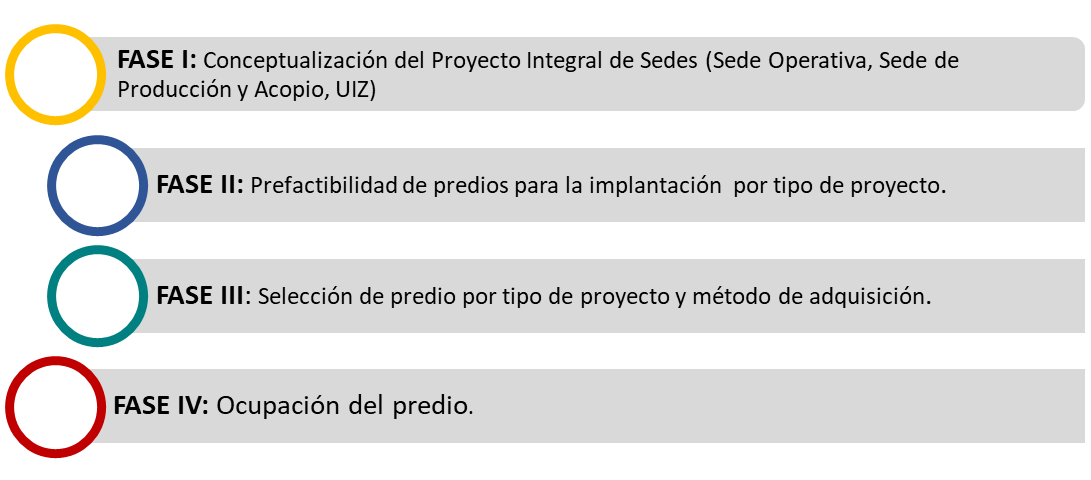 FASE I: Conceptualización del Proyecto Integral de Sedes (Sede Operativa, Sede de
Producción y Acopio, UIZ)
FASE II: Prefactibilidad de predios para la implantación por tipo de proyecto.
FASE III: Selección de predio por tipo de proyecto y método de adquisición.
FASE IV: Ocupación del predio.